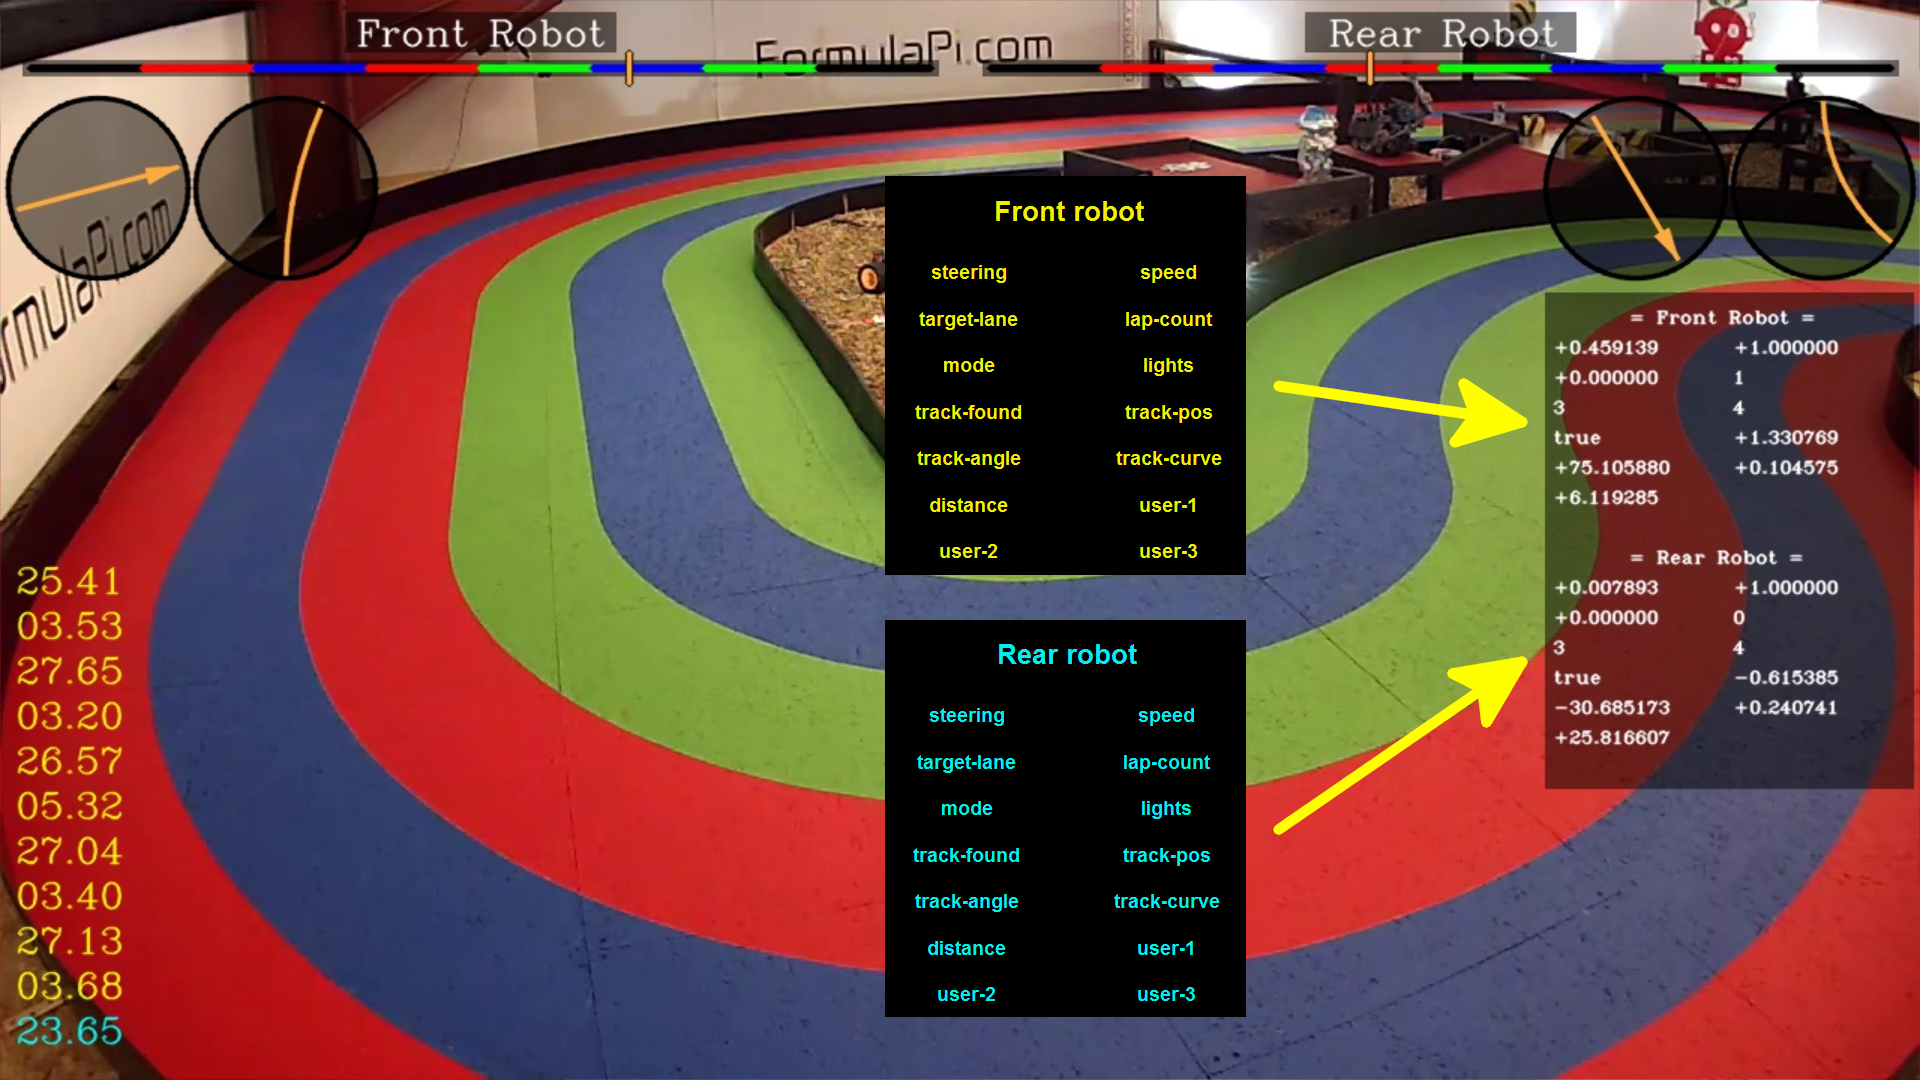 Front Robot
Rear Robot
FormulaPi.com
FormulaPi.com
Front robot
steering speed
target-lane lap-count
mode lights
track-found track-pos
track-angle track-curve
distance user-1
user-2 user-3
= Front Robot =
+0.459139 +1.000000
+0.000000 1
3 4
true +1.330769
+75.105880 +0.104575
+6.119285
= Rear Robot =
+0.007893 +1.000000
+0.000000 0
3 4
true -0.615385
-30.685173 +0.240741
+25.816607
Rear robot
steering speed
target-lane lap-count
mode lights
track-found track-pos
track-angle track-curve
distance user-1
user-2 user-3
25.41
03.53
27.65
03.20
26.57
05.32
27.04
03.40
27.13
03.68
23.65